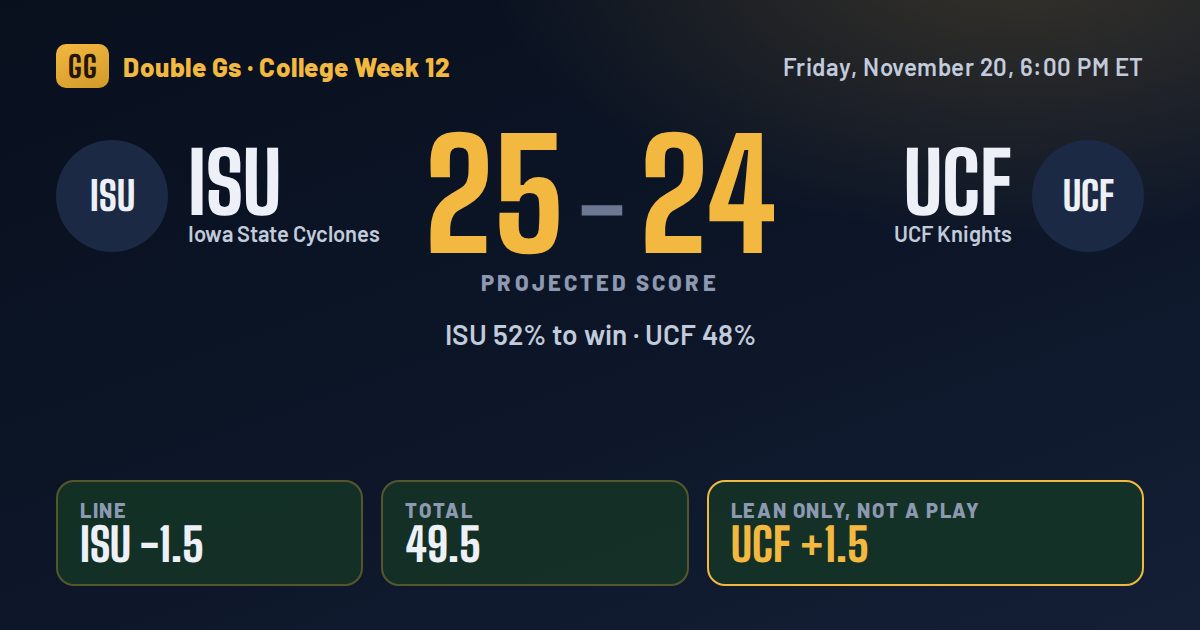 GG Double Gs · College Week 12
Friday, November 20, 6:00 PM ET
ISU
ISU
Iowa State Cyclones
25 – 24
PROJECTED SCORE
ISU 52% to win · UCF 48%
UCF
UCF Knights
UCF
LINE
ISU −1.5
TOTAL
49.5
LEAN ONLY, NOT A PLAY
UCF +1.5